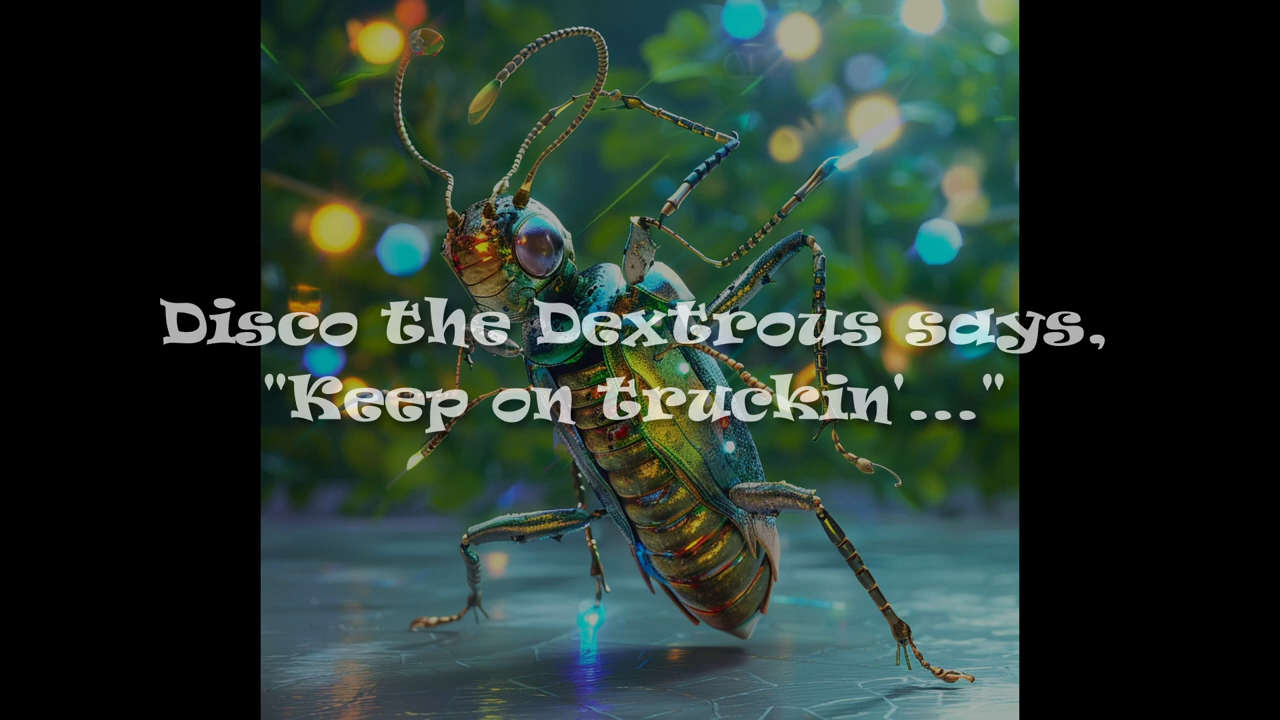 Disco the Dextrous says,
"Keep on truckin'..."